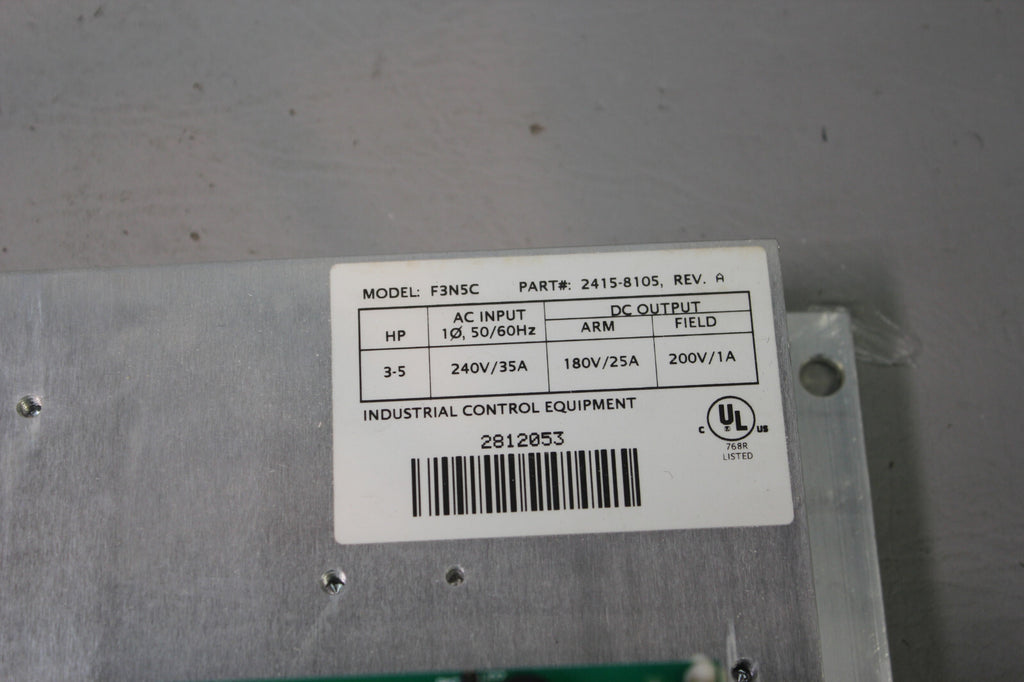 MODEL: F3N5C PART#: 2415-8105, REV. A
HP AC INPUT DC OUTPUT
1Ø, 50/60Hz ARM FIELD
3-5 240V/35A 180V/25A 200V/1A
INDUSTRIAL CONTROL EQUIPMENT
2812053
C UL US
768R
LISTED